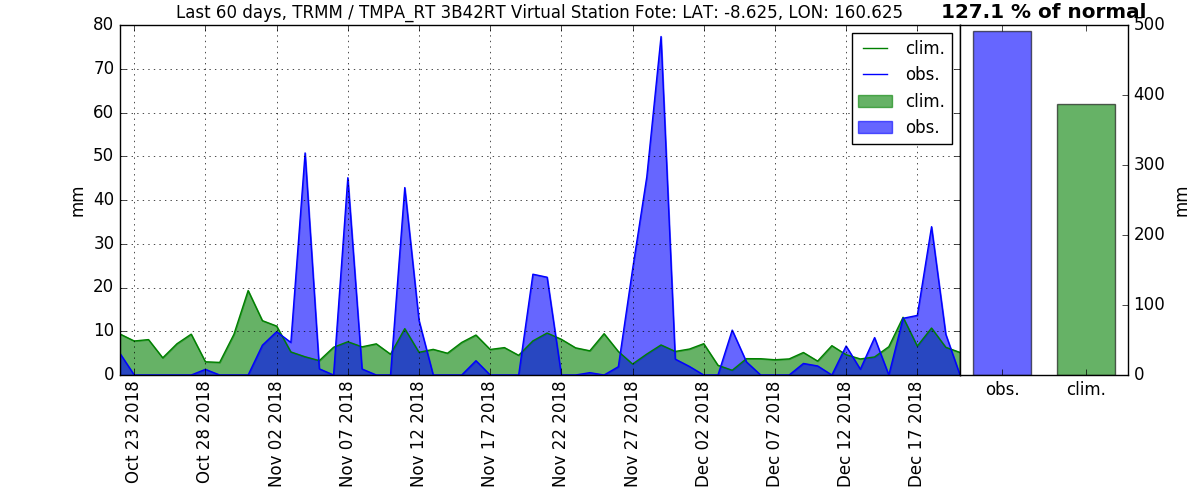 Last 60 days, TRMM / TMPA_RT 3B42RT Virtual Station Fote: LAT: -8.625, LON: 160.625
127.1 % of normal
80
70
60
50
40
30
20
10
0
mm
clim.
obs.
clim.
obs.
500
400
300
200
100
0
mm
obs.
clim.
Oct 23 2018
Oct 28 2018
Nov 02 2018
Nov 07 2018
Nov 12 2018
Nov 17 2018
Nov 22 2018
Nov 27 2018
Dec 02 2018
Dec 07 2018
Dec 12 2018
Dec 17 2018